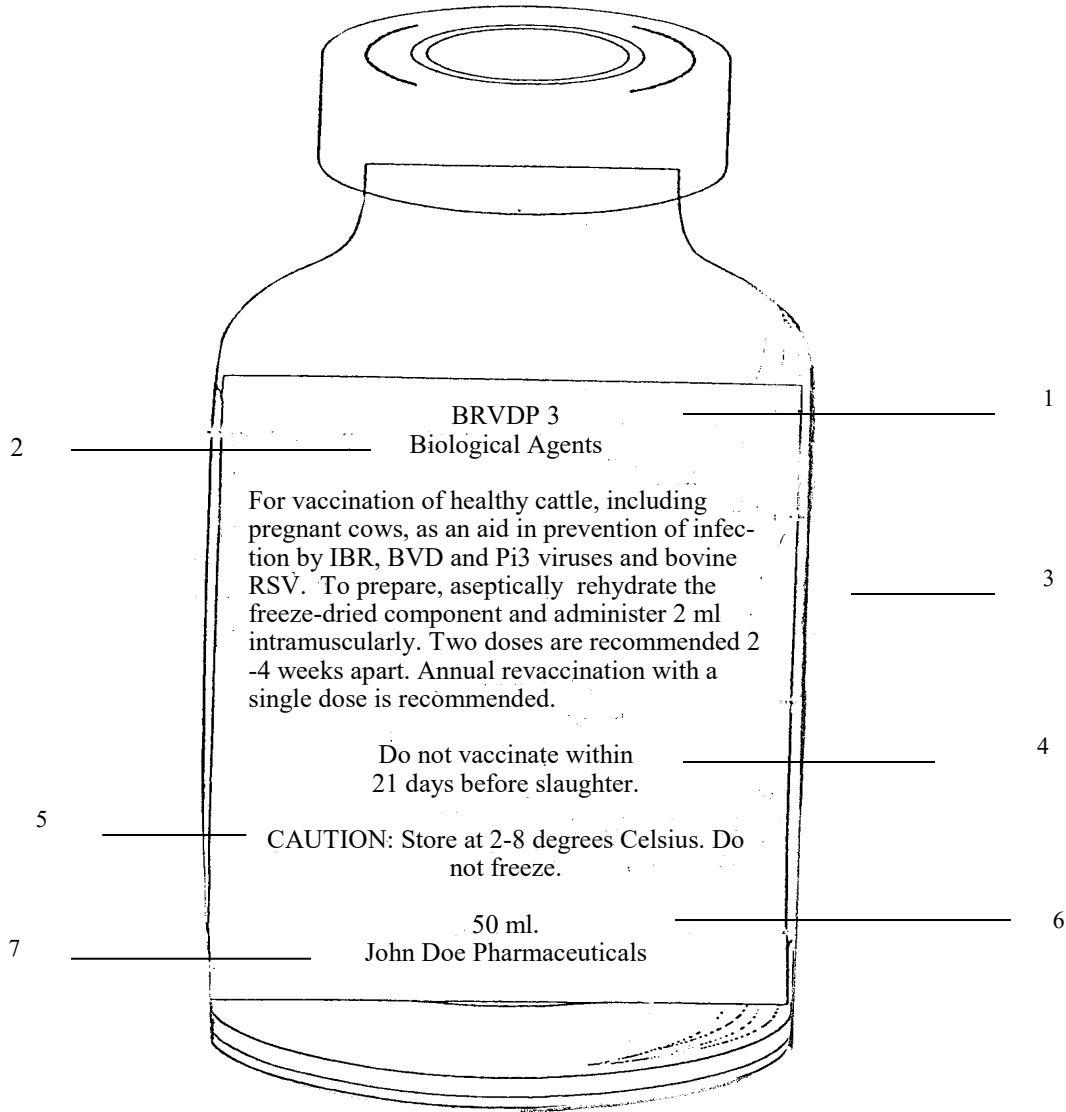 BRVDP 3
1
Biological Agents
2
For vaccination of healthy cattle, including
pregnant cows, as an aid in prevention of infec-
tion by IBR, BVD and Pi3 viruses and bovine
RSV. To prepare, aseptically rehydrate the
3
freeze-dried component and administer 2 ml
intramuscularly. Two doses are recommended 2
-4 weeks apart. Annual revaccination with a
single dose is recommended.
4
Do not vaccinate within
21 days before slaughter.
5
CAUTION: Store at 2-8 degrees Celsius. Do
not freeze.
50 ml.
6
7
John Doe Pharmaceuticals